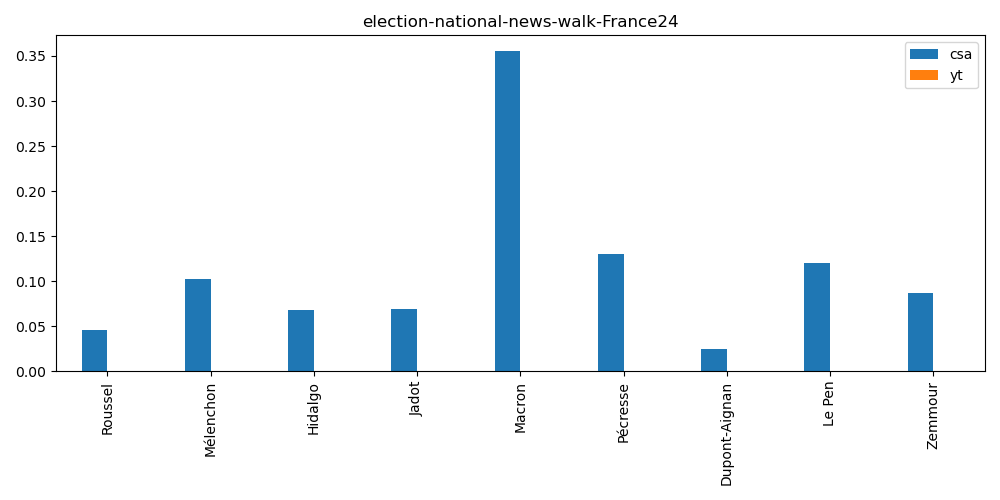 election-national-news-walk-France24
csa
yt
0.35
0.30
0.25
0.20
0.15
0.10
0.05
0.00
Roussel
Mélenchon
Hidalgo
Jadot
Macron
Pécresse
Dupont-Aignan
Le Pen
Zemmour